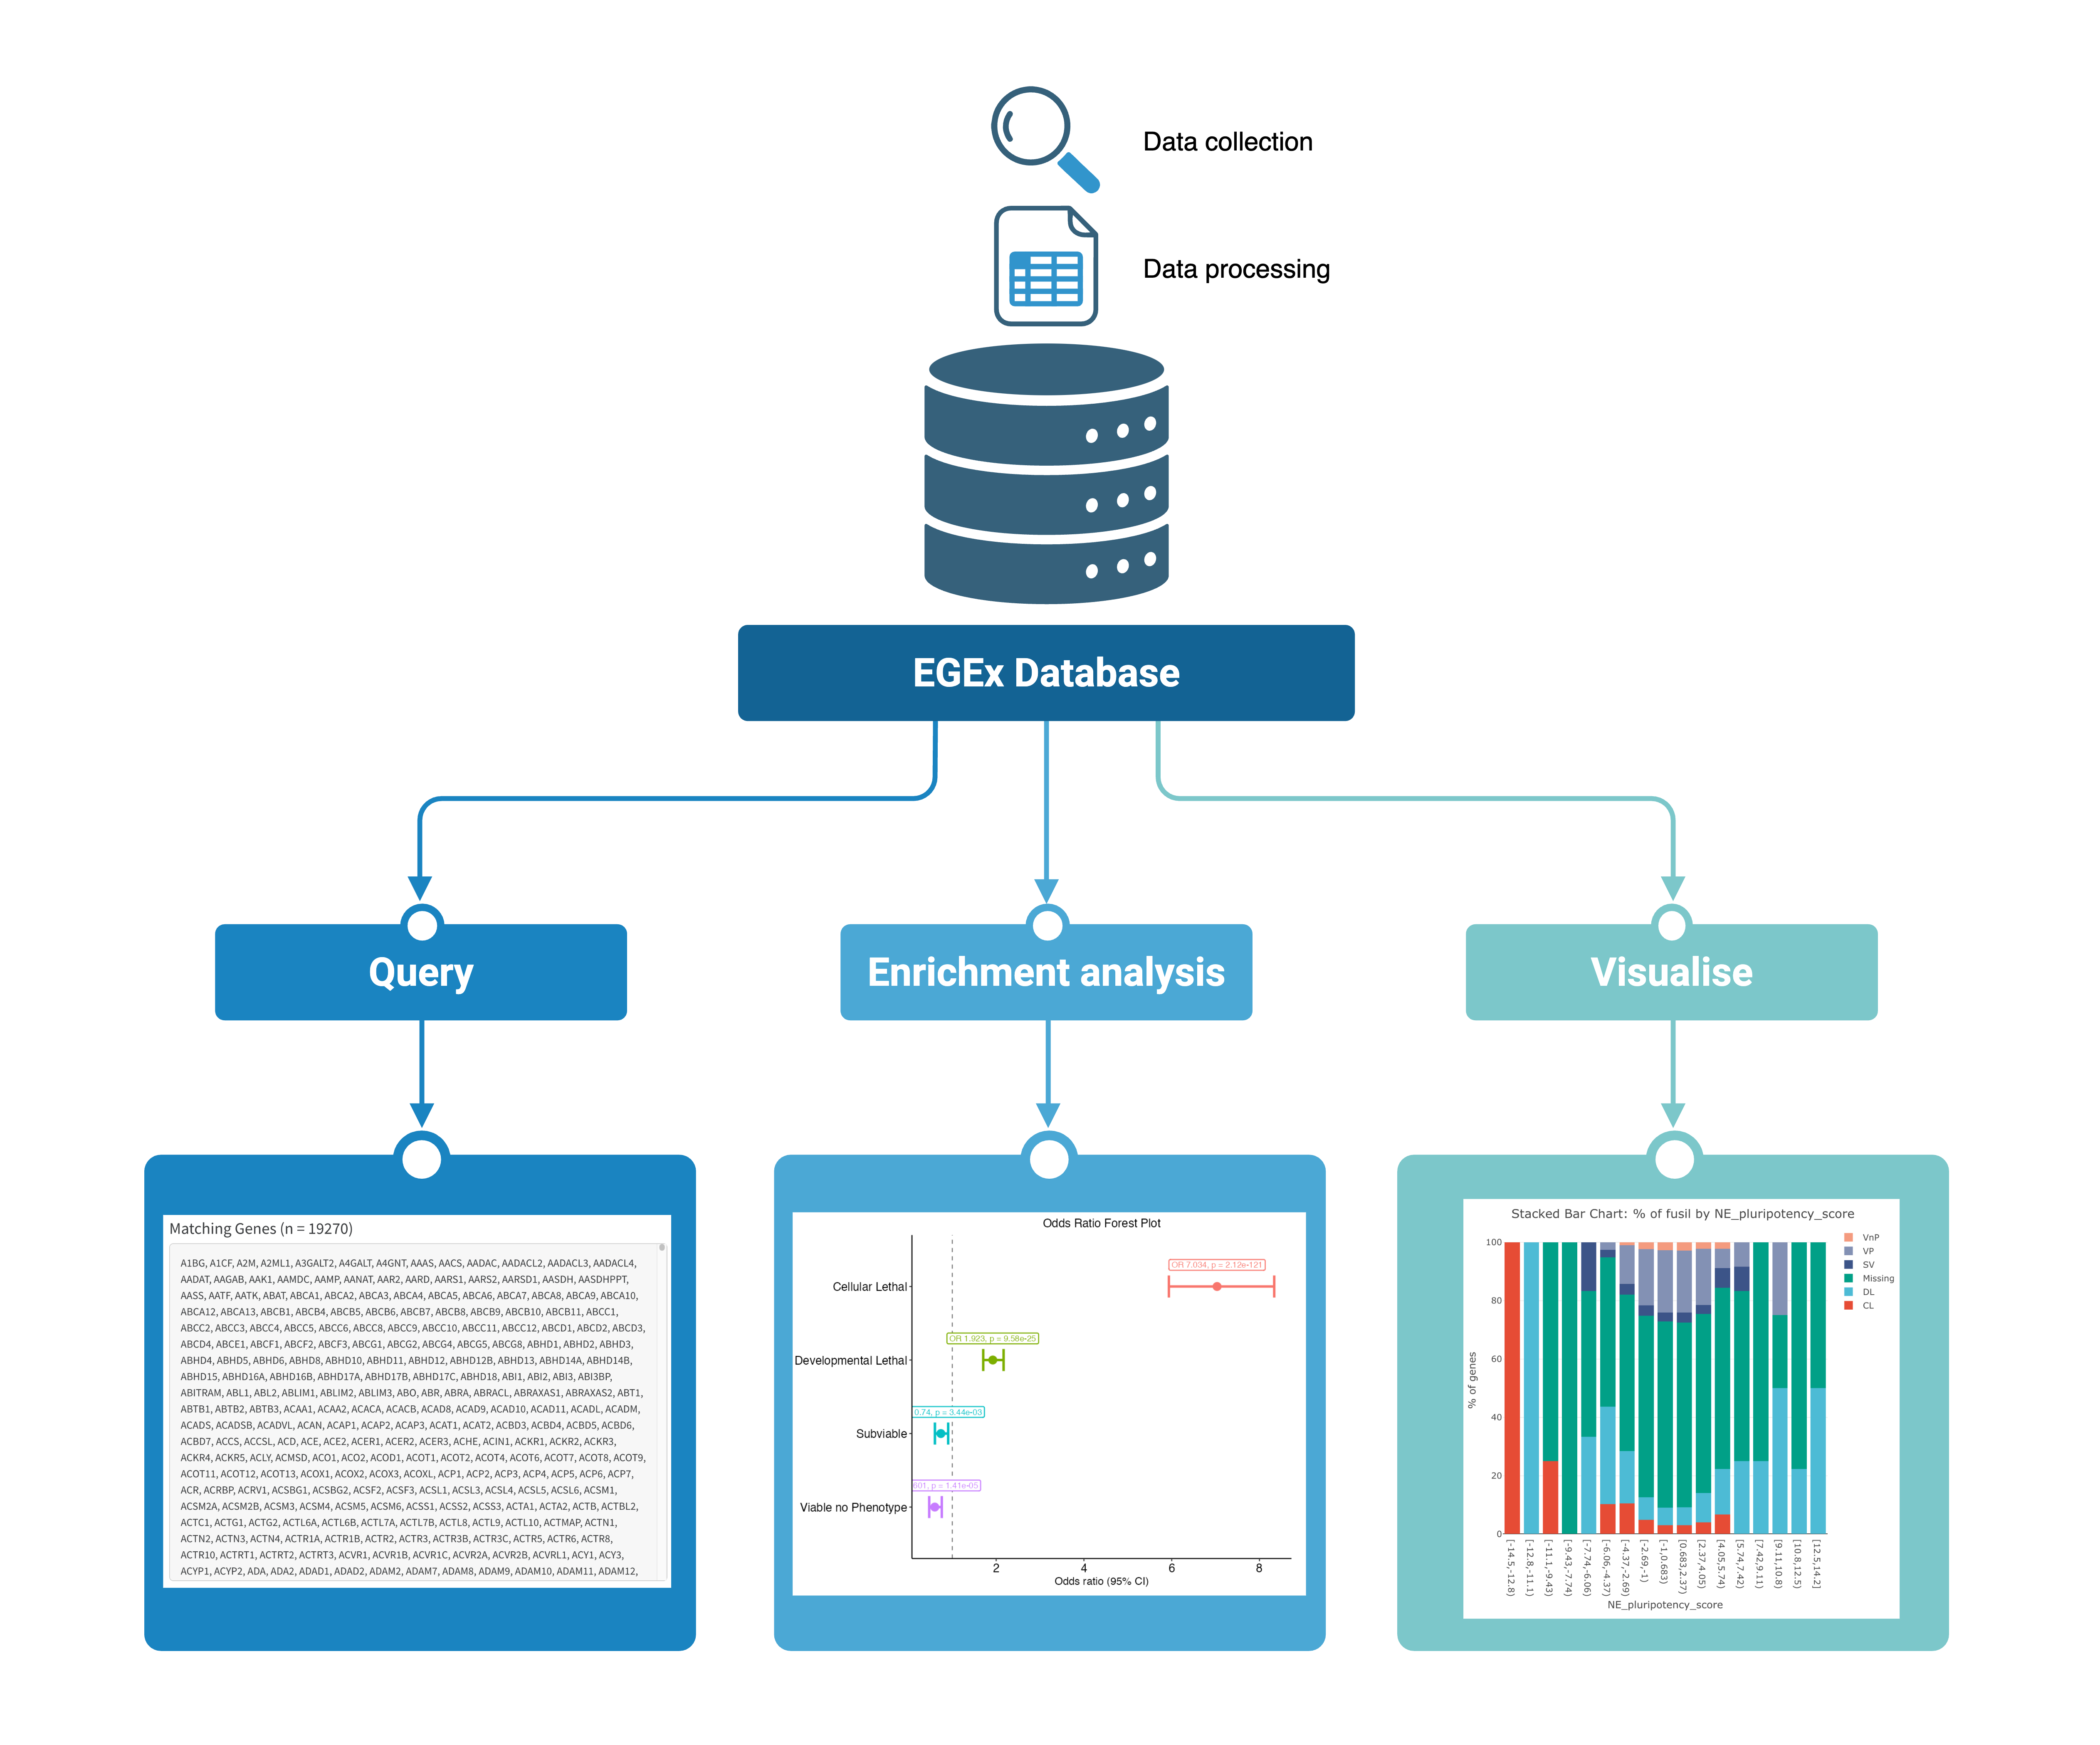 Data collection
Data processing
EGEx Database
Query
Enrichment analysis
Visualise
Matching Genes (n = 19270)
A1BG, A1CF, A2M, A2ML1, A3GALT2, A4GALT, A4GNT, AAAS, AACS, AADAC, AADACL2, AADACL3, AADACL4,
AADAT, AAGAB, AAK1, AAMDC, AAMP, AANAT, AAR2, AARD, AARS1, AARS2, AARSD1, AASDH, AASDHPPT,
AASS, AATF, AATK, ABAT, ABCA1, ABCA2, ABCA3, ABCA4, ABCA5, ABCA6, ABCA7, ABCA8, ABCA9, ABCA10,
ABCA12, ABCA13, ABCB1, ABCB4, ABCB5, ABCB6, ABCB7, ABCB8, ABCB9, ABCB10, ABCB11, ABCC1,
ABCC2, ABCC3, ABCC4, ABCC5, ABCC6, ABCC8, ABCC9, ABCC10, ABCC11, ABCC12, ABCD1, ABCD2, ABCD3,
ABCD4, ABCE1, ABCF1, ABCF2, ABCF3, ABCG1, ABCG2, ABCG4, ABCG5, ABCG8, ABHD1, ABHD2, ABHD3,
ABHD4, ABHD5, ABHD6, ABHD8, ABHD10, ABHD11, ABHD12, ABHD12B, ABHD13, ABHD14A, ABHD14B,
ABHD15, ABHD16A, ABHD16B, ABHD17A, ABHD17B, ABHD17C, ABHD18, ABI1, ABI2, ABI3, ABI3BP,
ABITRAM, ABL1, ABL2, ABLIM1, ABLIM2, ABLIM3, ABO, ABR, ABRA, ABRACL, ABRAXAS1, ABRAXAS2, ABT1,
ABTB1, ABTB2, ABTB3, ACAA1, ACAA2, ACACA, ACACB, ACAD8, ACAD9, ACAD10, ACAD11, ACADL, ACADM,
ACADS, ACADSB, ACADVL, ACAN, ACAP1, ACAP2, ACAP3, ACAT1, ACAT2, ACBD3, ACBD4, ACBD5, ACBD6,
ACBD7, ACCS, ACCSL, ACD, ACE, ACE2, ACER1, ACER2, ACER3, ACHE, ACIN1, ACKR1, ACKR2, ACKR3,
ACKR4, ACKR5, ACLY, ACMSD, ACO1, ACO2, ACOD1, ACOT1, ACOT2, ACOT4, ACOT6, ACOT7, ACOT8, ACOT9,
ACOT11, ACOT12, ACOT13, ACOX1, ACOX2, ACOX3, ACOXL, ACP1, ACP2, ACP3, ACP4, ACP5, ACP6, ACP7,
ACR, ACRBP, ACRV1, ACSBG1, ACSBG2, ACSF2, ACSF3, ACSL1, ACSL3, ACSL4, ACSL5, ACSL6, ACSM1,
ACSM2A, ACSM2B, ACSM3, ACSM4, ACSM5, ACSM6, ACSS1, ACSS2, ACSS3, ACTA1, ACTA2, ACTB, ACTBL2,
ACTC1, ACTG1, ACTG2, ACTL6A, ACTL6B, ACTL7A, ACTL7B, ACTL8, ACTL9, ACTL10, ACTMAP, ACTN1,
ACTN2, ACTN3, ACTN4, ACTR1A, ACTR1B, ACTR2, ACTR3, ACTR3B, ACTR3C, ACTR5, ACTR6, ACTR8,
ACTR10, ACTRT1, ACTRT2, ACTRT3, ACVR1, ACVR1B, ACVR1C, ACVR2A, ACVR2B, ACVRL1, ACY1, ACY3,
ACYP1, ACYP2, ADA, ADA2, ADAD1, ADAD2, ADAM2, ADAM7, ADAM8, ADAM9, ADAM10, ADAM11, ADAM12,
Odds Ratio Forest Plot
OR 7.034, p = 2.12e-121
Cellular Lethal
OR 1.923, p = 9.58e-25
Developmental Lethal
0.74, p = 3.44e-03
Subviable
601, p = 1.41e-05
Viable no Phenotype
2 4 6 8
Odds ratio (95% CI)
Stacked Bar Chart: % of fusil by NE_pluripotency_score
VnP
VP
SV
Missing
DL
CL
100
80
60
40
20
0
% of genes
[-14.5,-12.8)
[-12.8,-11.1)
[-11.1,-9.43)
[-9.43,-7.74)
[-7.74,-6.06)
[-6.06,-4.37)
[-4.37,-2.69)
[-2.69,-1)
[-1,0.683)
[0.683,2.37)
[2.37,4.05)
[4.05,5.74)
[5.74,7.42)
[7.42,9.11)
[9.11,10.8)
[10.8,12.5)
[12.5,14.2]
NE_pluripotency_score